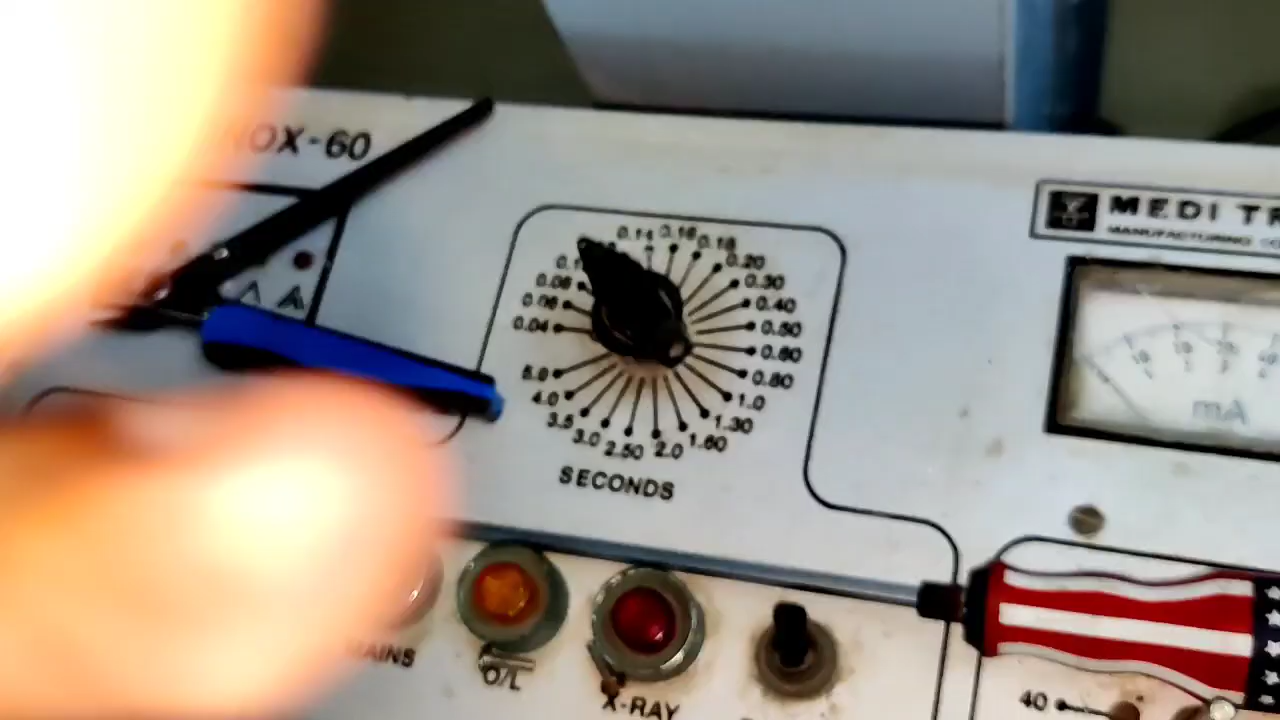 OX-60
MEDI
MANUFACTURING
0.14
0.16
0.18
0.20
0.30
0.40
0.50
0.60
0.80
1.0
1.30
1.60
2.0
2.50
3.0
3.5
4.0
5.0
0.04
0.06
0.08
SECONDS
mA
MAINS
O/L
X-RAY
40